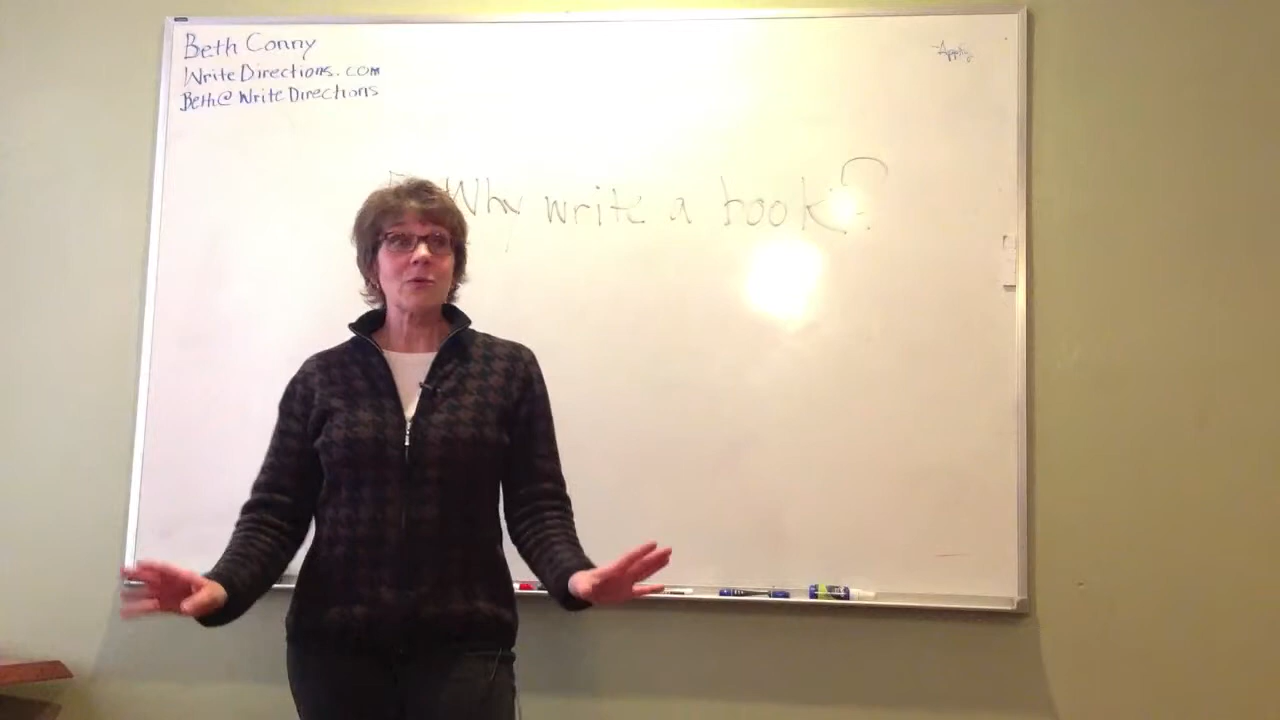 Beth Conny
WriteDirections.com
Beth@WriteDirections
Why write a book?